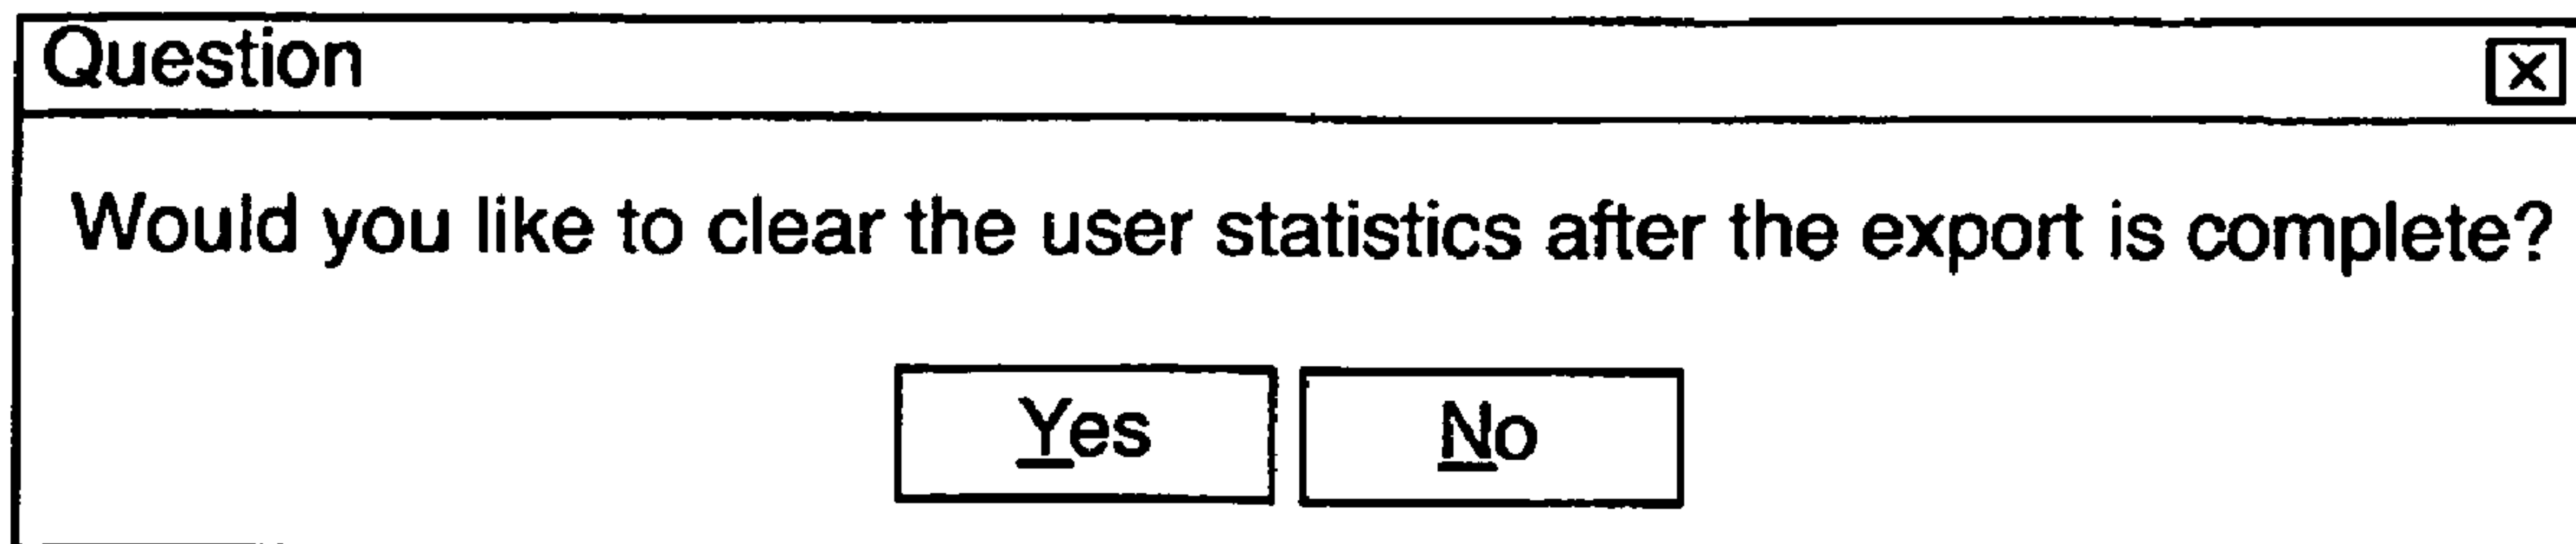 Question
Would you like to clear the user statistics after the export is complete?
Yes No